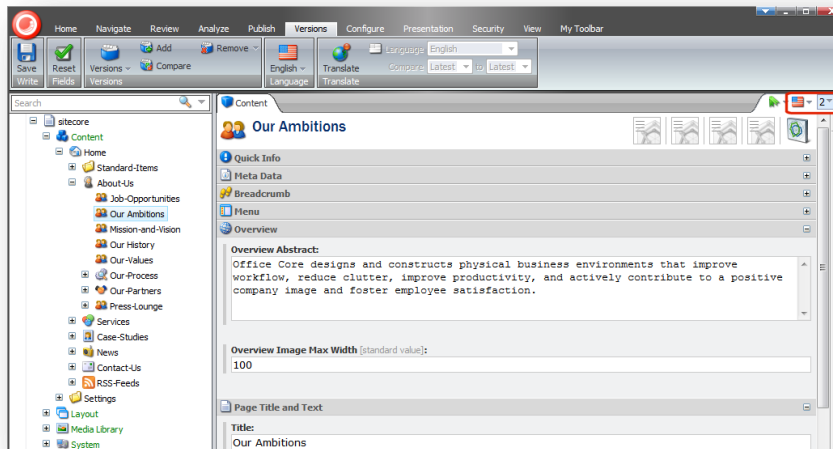 Home Navigate Review Analyze Publish Versions Configure Presentation Security View My Toolbar
Save
Write
Reset
Fields
Versions
Add
Compare
Remove
Versions
English
Language
Translate
Language English
Compare Latest to Latest
Translate
Search
sitecore
Content
Home
Standard-Items
About-Us
Job-Opportunities
Our Ambitions
Mission-and-Vision
Our History
Our-Values
Our-Process
Our-Partners
Press-Lounge
Services
Case-Studies
News
Contact-Us
RSS-Feeds
Settings
Layout
Media Library
System
Content
2
Our Ambitions
Quick Info
Meta Data
Breadcrumb
Menu
Overview
Overview Abstract:
Office Core designs and constructs physical business environments that improve
workflow, reduce clutter, improve productivity, and actively contribute to a positive
company image and foster employee satisfaction.
Overview Image Max Width [standard value]:
100
Page Title and Text
Title:
Our Ambitions